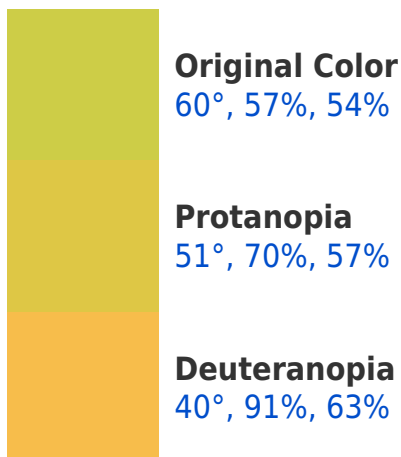 Original Color
60°, 57%, 54%
Protanopia
51°, 70%, 57%
Deuteranopia
40°, 91%, 63%